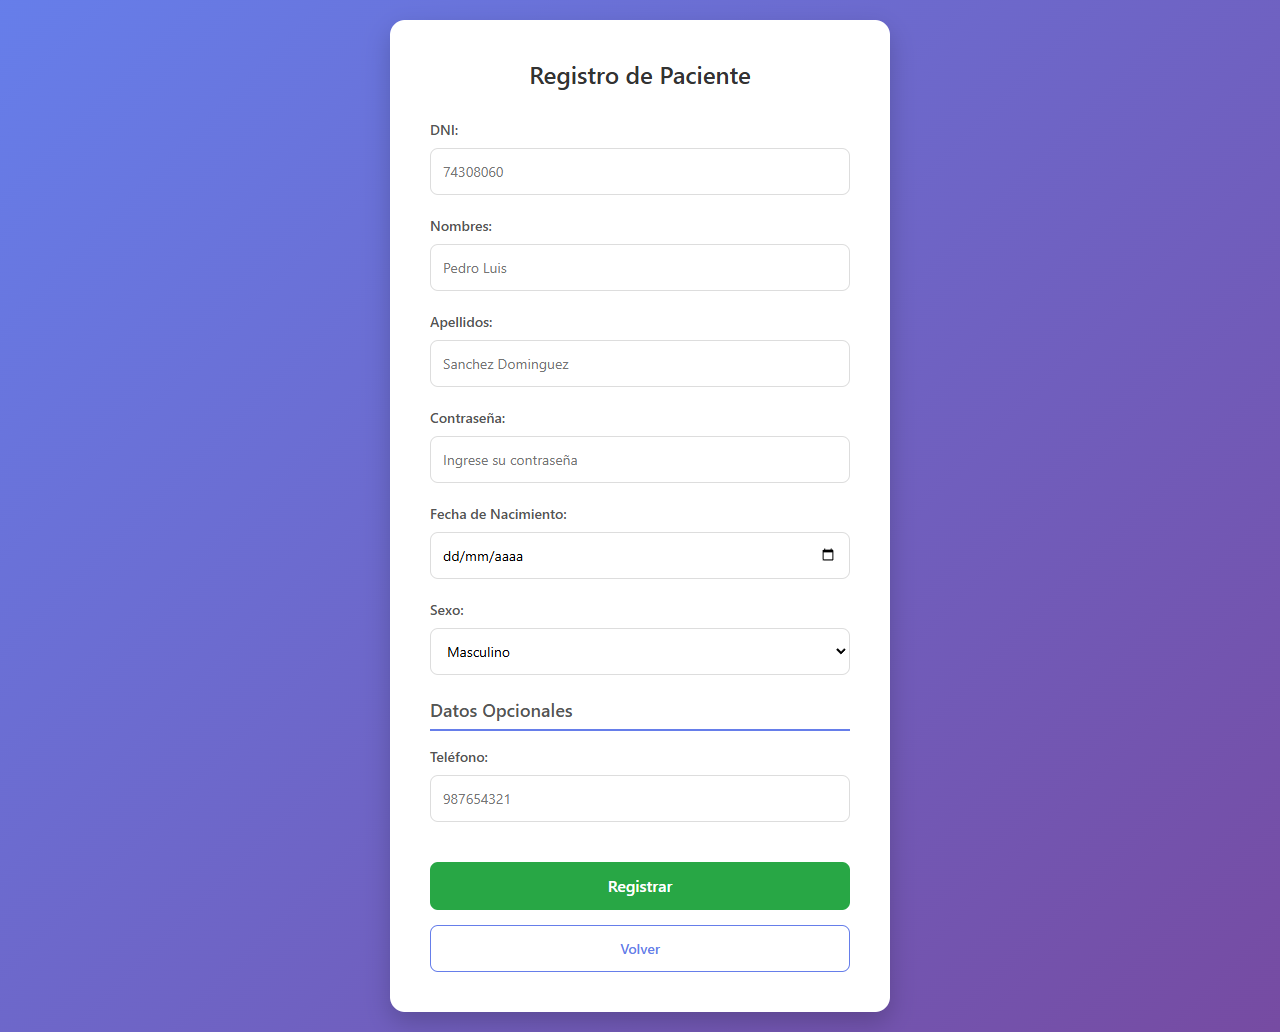 Registro de Paciente
DNI:
74308060
Nombres:
Pedro Luis
Apellidos:
Sanchez Dominguez
Contraseña:
Ingrese su contraseña
Fecha de Nacimiento:
dd/mm/aaaa
Sexo:
Masculino
Datos Opcionales
Teléfono:
987654321
Registrar
Volver